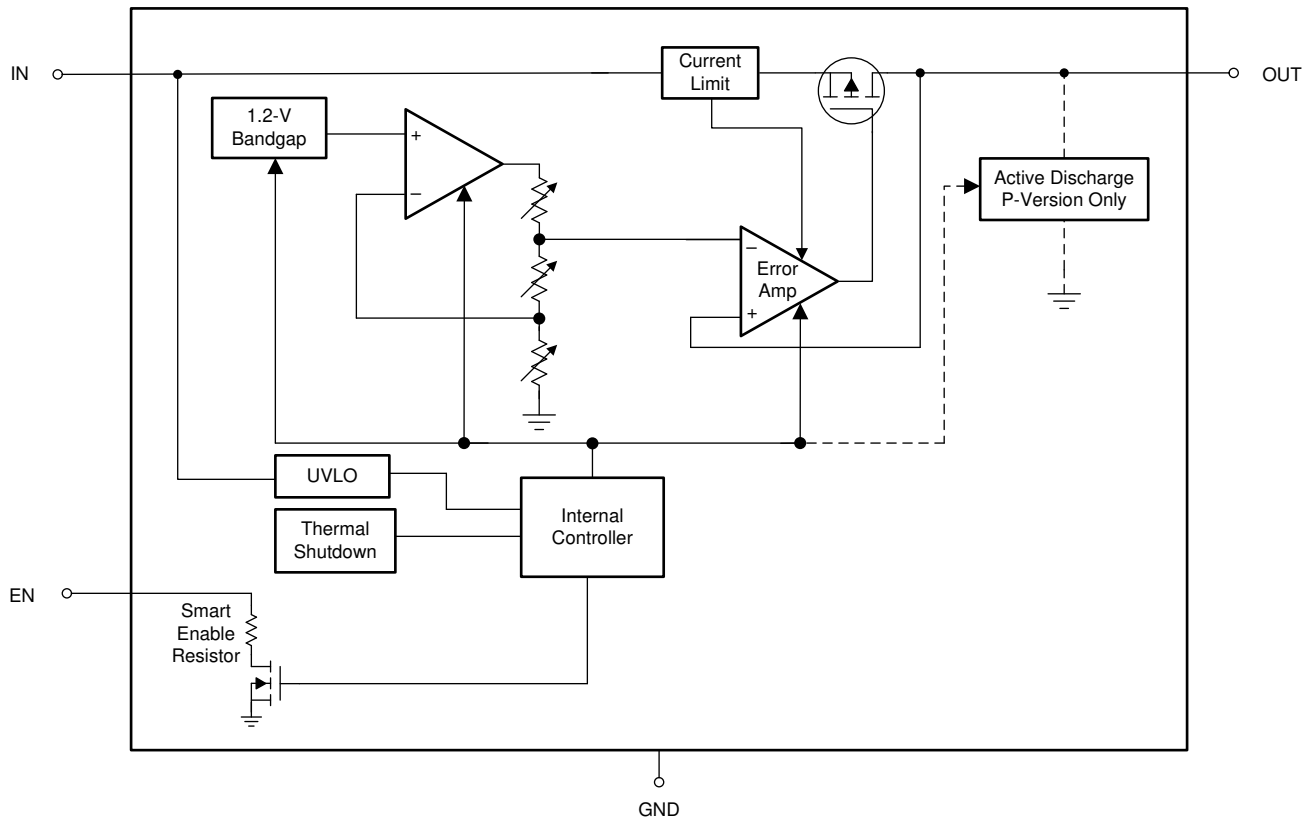 IN
Current
Limit
OUT
1.2-V
Bandgap
+
–
Active Discharge
P-Version Only
–
Error
Amp
+
UVLO
Internal
Controller
Thermal
Shutdown
EN
Smart
Enable
Resistor
GND